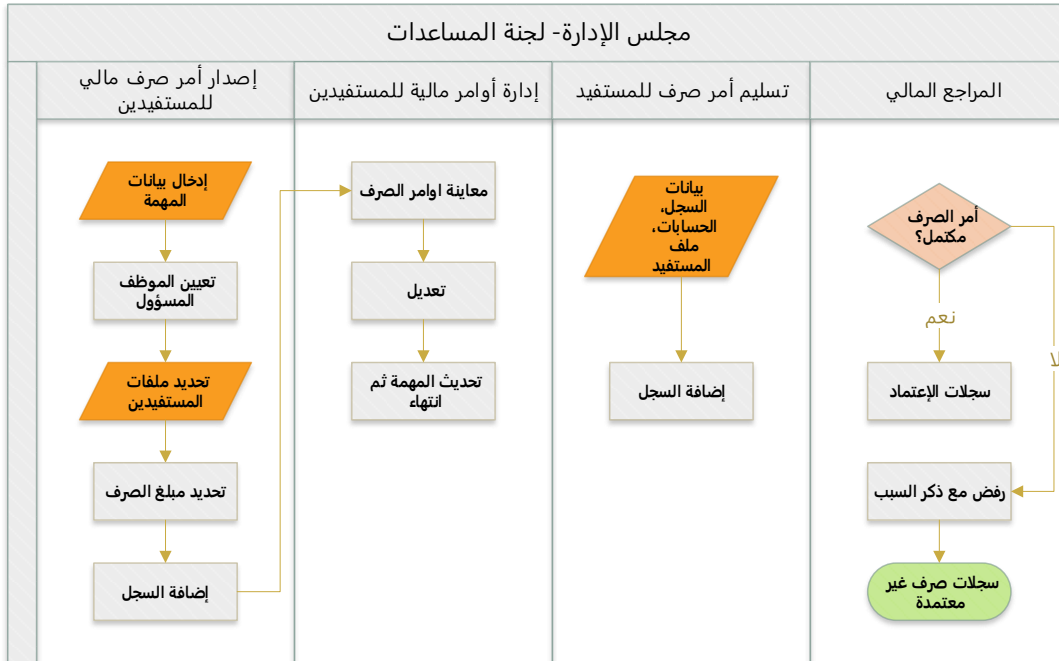 مجلس الإدارة- لجنة المساعدات
إصدار أمر صرف مالي
للمستفيدين
إدارة أوامر مالية للمستفيدين
تسليم أمر صرف للمستفيد
المراجع المالي
إدخال بيانات
المهمة
تعيين الموظف
المسؤول
تحديد ملفات
المستفيدين
تحديد مبلغ الصرف
إضافة السجل
معاينة اوامر الصرف
تعديل
تحديث المهمة ثم
انتهاء
بيانات
السجل،
الحسابات،
ملف
المستفيد
إضافة السجل
أمر الصرف
مكتمل؟
نعم
لا
سجلات الإعتماد
رفض مع ذكر السبب
سجلات صرف غير
معتمدة